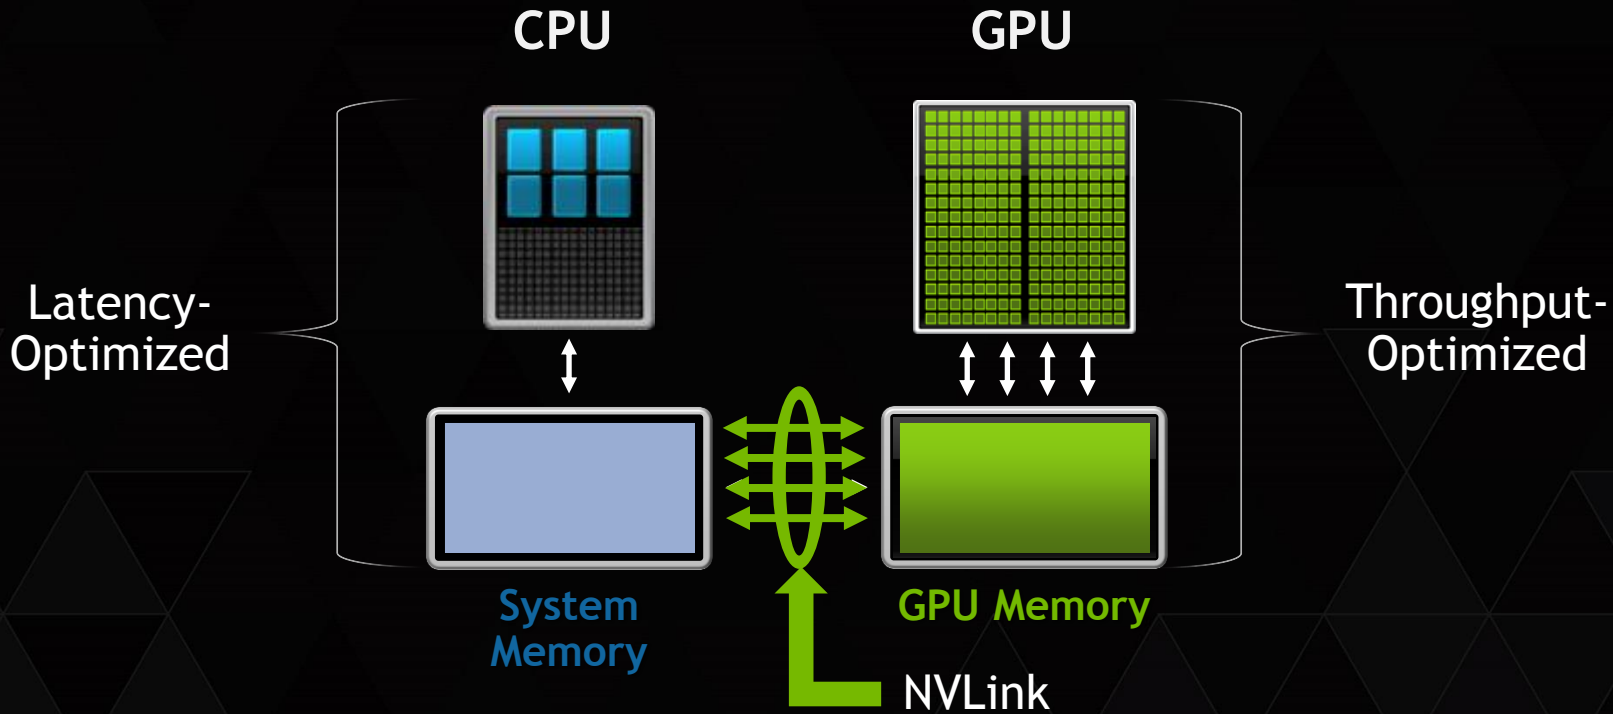 CPU
GPU
Latency-
Optimized
Throughput-
Optimized
System
Memory
GPU Memory
NVLink